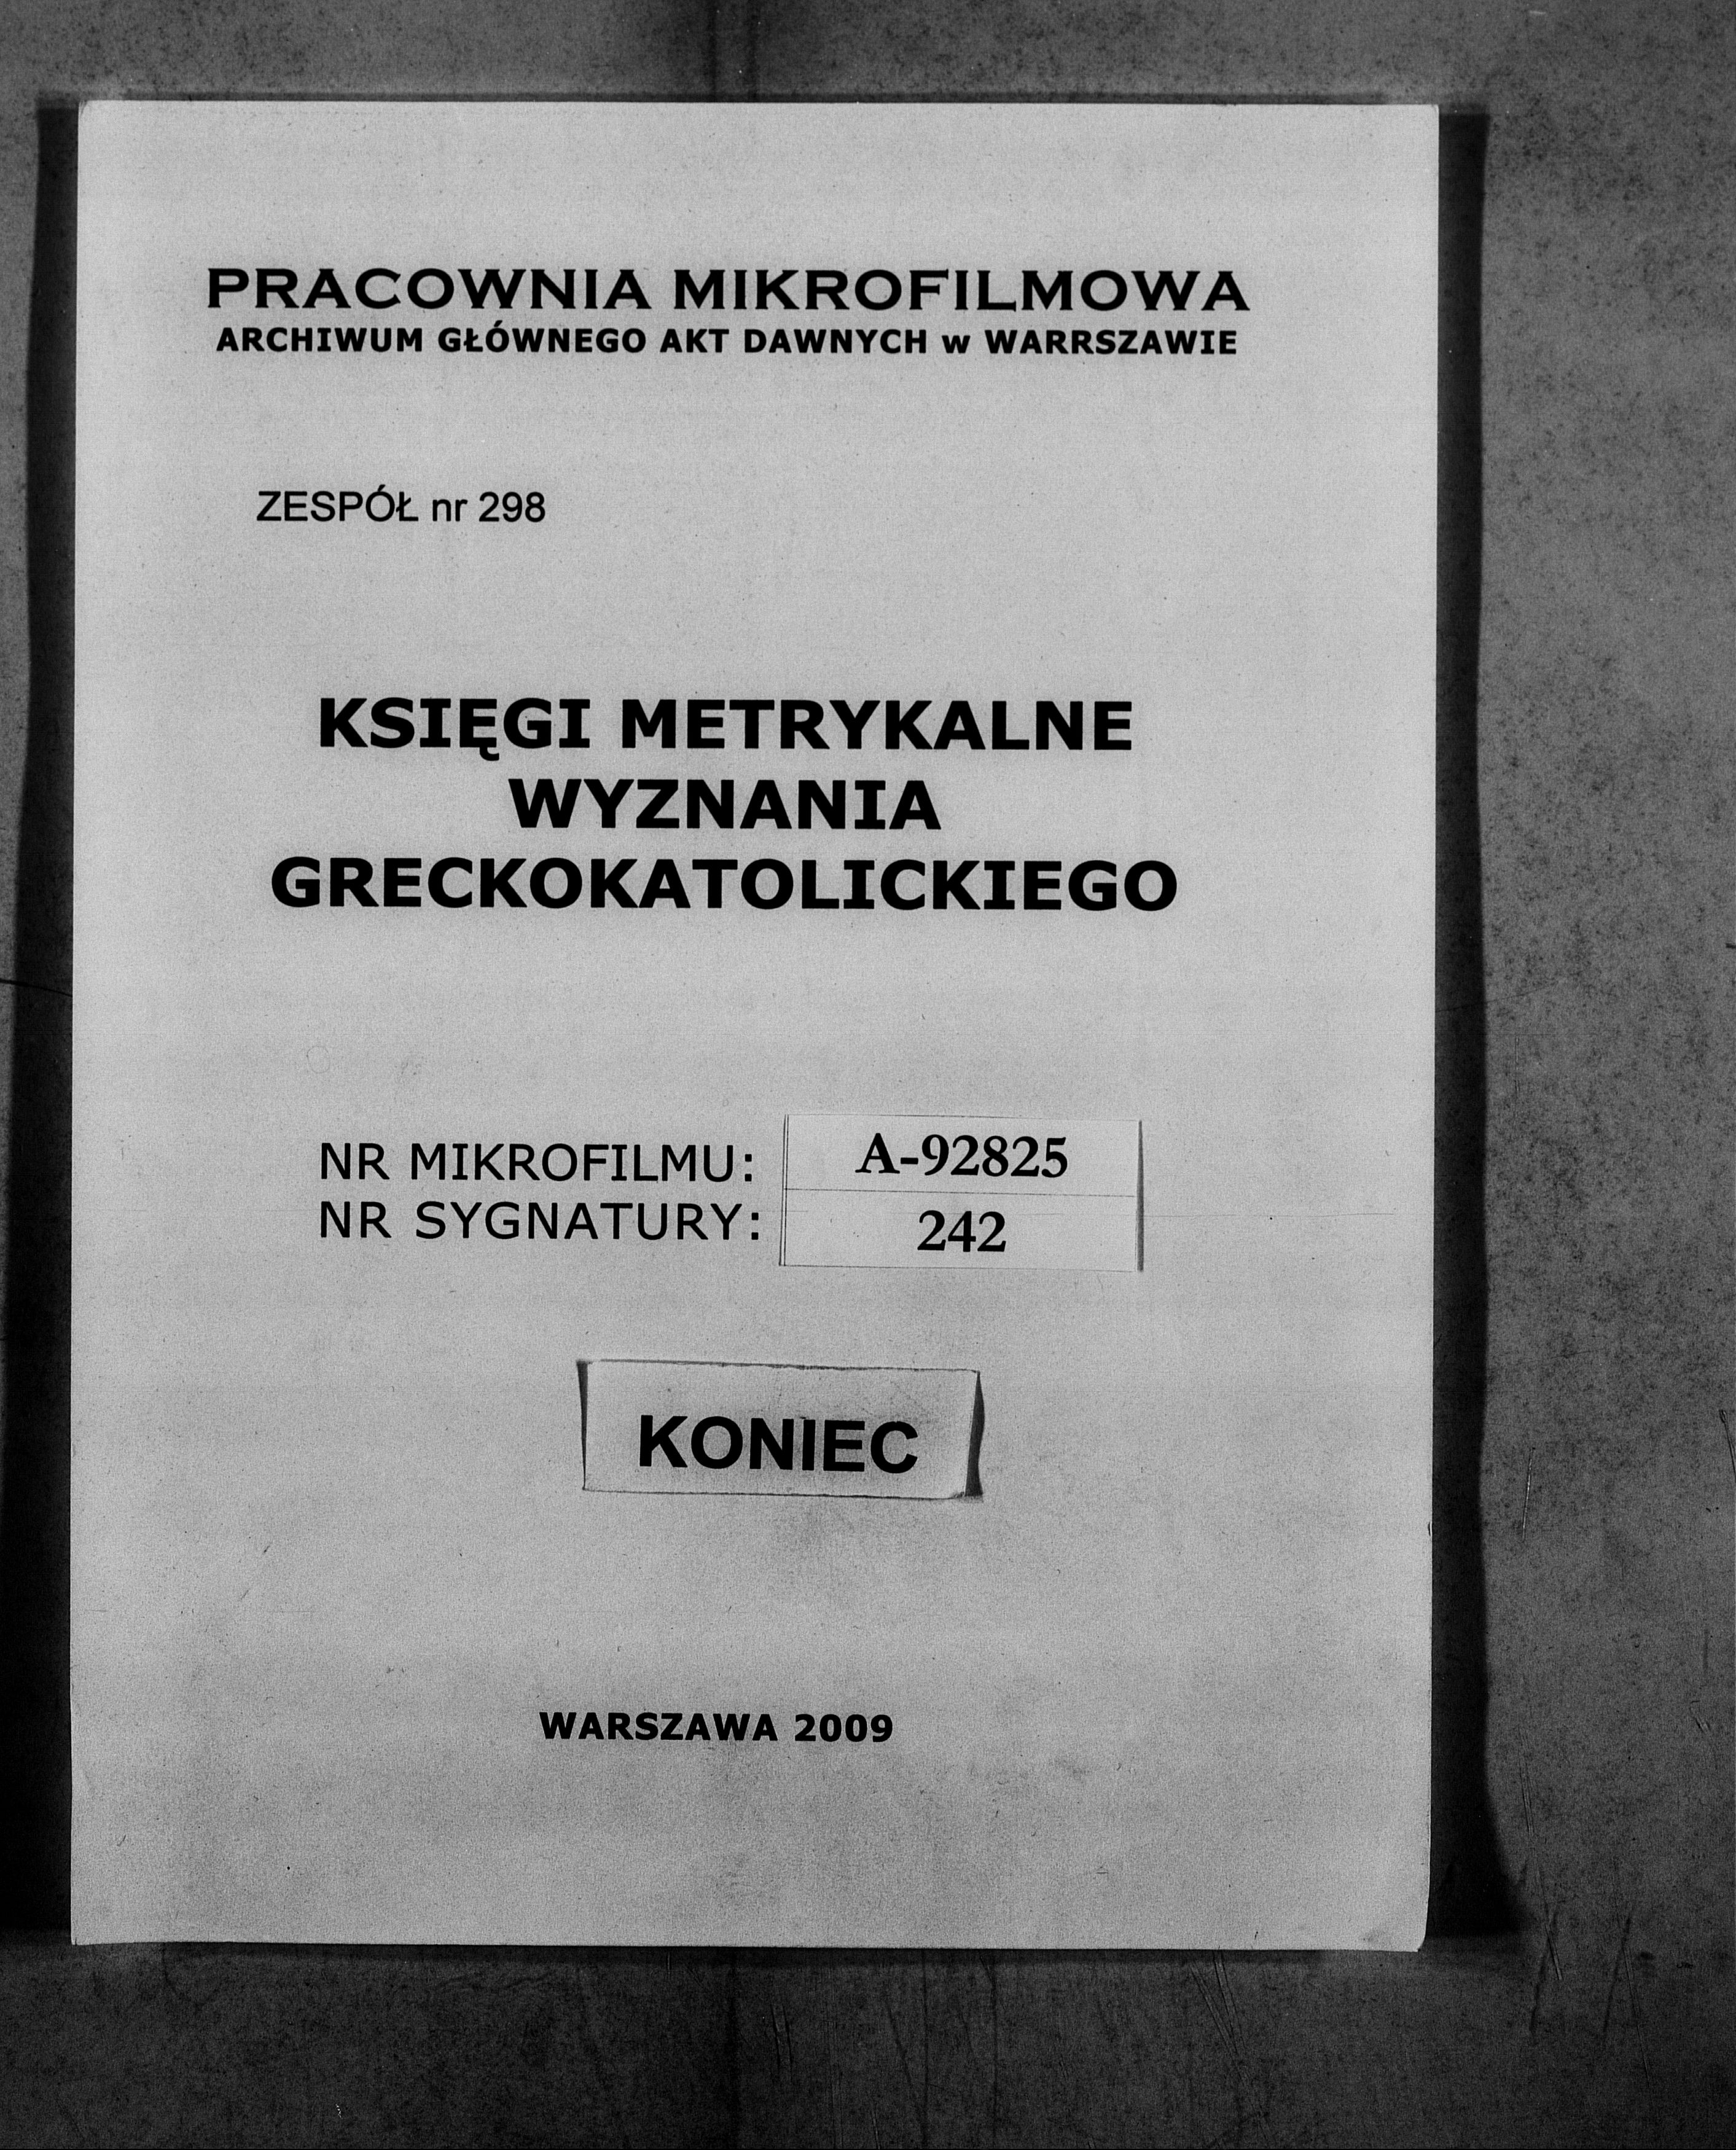 PRACOWNIA MIKROFILMOWA
ARCHIWUM GŁÓWNEGO AKT DAWNYCH w WARRSZAWIE
ZESPÓŁ nr 298
KSIĘGI METRYKALNE
WYZNANIA
GRECKOKATOLICKIEGO
NR MIKROFILMU: A-92825
NR SYGNATURY: 242
KONIEC
WARSZAWA 2009